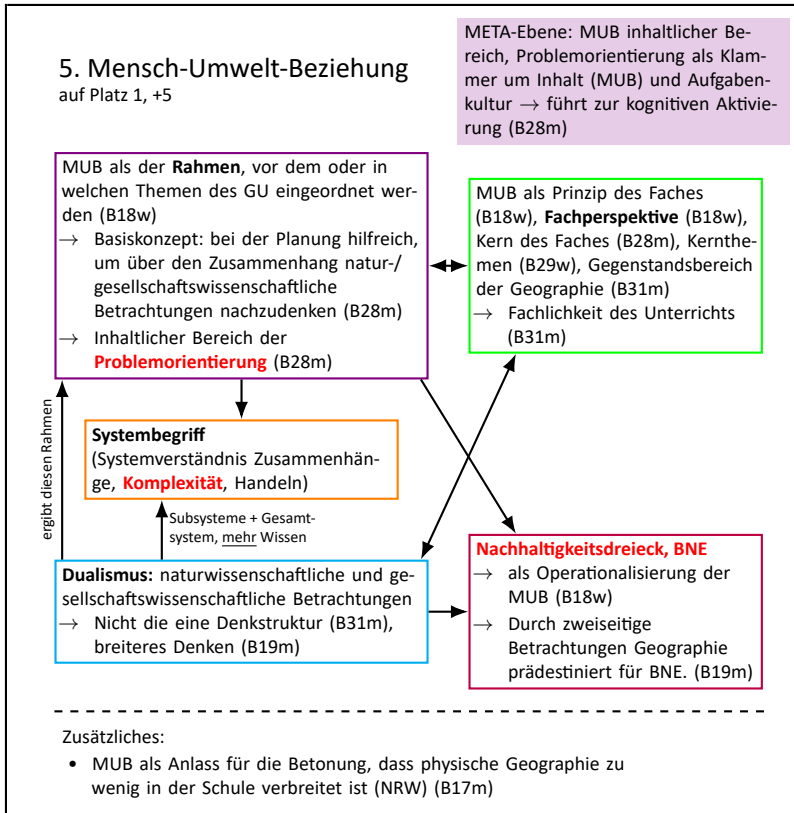 5. Mensch-Umwelt-Beziehung
auf Platz 1, +5
META-Ebene: MUB inhaltlicher Be-
reich, Problemorientierung als Klam-
mer um Inhalt (MUB) und Aufgaben-
kultur → führt zur kognitiven Aktivie-
rung (B28m)
MUB als der Rahmen, vor dem oder in
welchen Themen des GU eingeordnet wer-
den (B18w)
→ Basiskonzept: bei der Planung hilfreich,
um über den Zusammenhang natur-/
gesellschaftswissenschaftliche
Betrachtungen nachzudenken (B28m)
→ Inhaltlicher Bereich der
Problemorientierung (B28m)
MUB als Prinzip des Faches
(B18w), Fachperspektive (B18w),
Kern des Faches (B28m), Kernthe-
men (B29w), Gegenstandsbereich
der Geographie (B31m)
→ Fachlichkeit des Unterrichts
(B31m)
ergibt diesen Rahmen
Systembegriff
(Systemverständnis Zusammenhän-
ge, Komplexität, Handeln)
Subsysteme + Gesamt-
system, mehr Wissen
Dualismus: naturwissenschaftliche und ge-
sellschaftswissenschaftliche Betrachtungen
→ Nicht die eine Denkstruktur (B31m),
breiteres Denken (B19m)
Nachhaltigkeitsdreieck, BNE
→ als Operationalisierung der
MUB (B18w)
→ Durch zweiseitige
Betrachtungen Geographie
prädestiniert für BNE. (B19m)
Zusätzliches:
• MUB als Anlass für die Betonung, dass physische Geographie zu
wenig in der Schule verbreitet ist (NRW) (B17m)